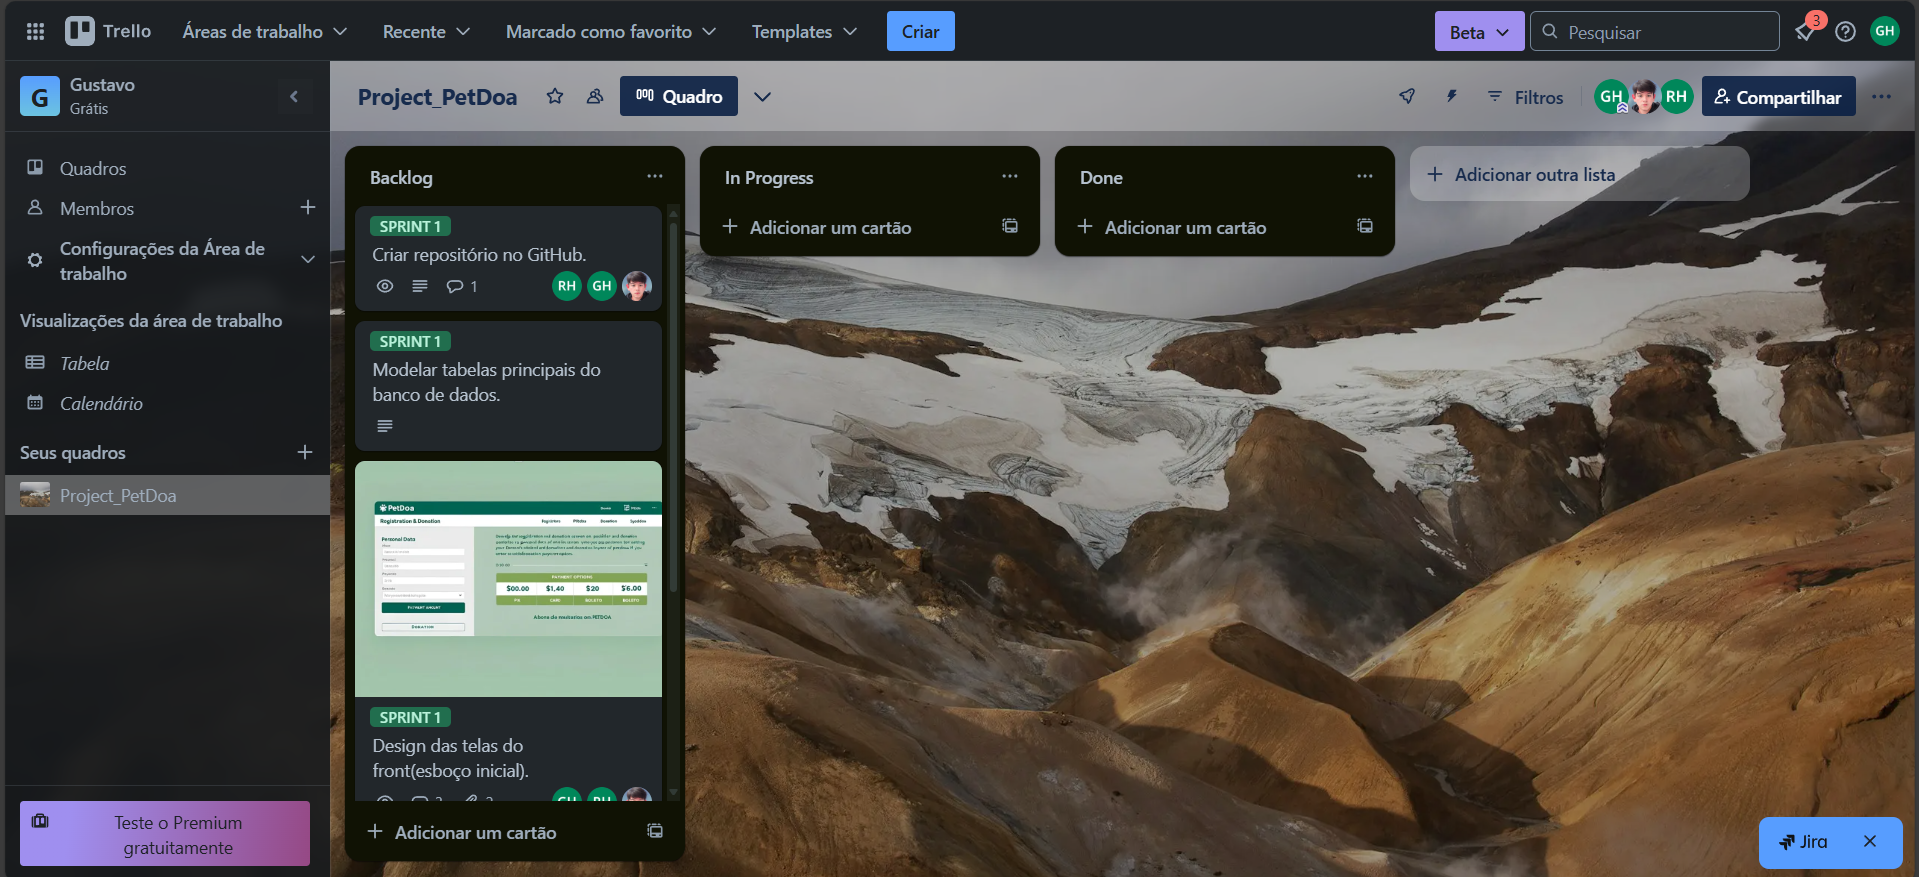 Trello
Áreas de trabalho
Recente
Marcado como favorito
Templates
Criar
Beta
Pesquisar
3
GH
G
Gustavo
Grátis
Project_PetDoa
Quadro
Filtros
GH
RH
Compartilhar
Quadros
Membros
Configurações da Área de
trabalho
Visualizações da área de trabalho
Tabela
Calendário
Seus quadros
Project_PetDoa
Teste o Premium
gratuitamente
Backlog
SPRINT 1
Criar repositório no GitHub.
1
RH
GH
SPRINT 1
Modelar tabelas principais do
banco de dados.
PetDoa
Registration & Donation
Personal Data
PAYMENT OPTIONS
$00.00
$1,40
$20
$6.00
SPRINT 1
Design das telas do
front(esboço inicial).
GH
RH
Adicionar um cartão
In Progress
Adicionar um cartão
Done
Adicionar um cartão
Adicionar outra lista
Jira